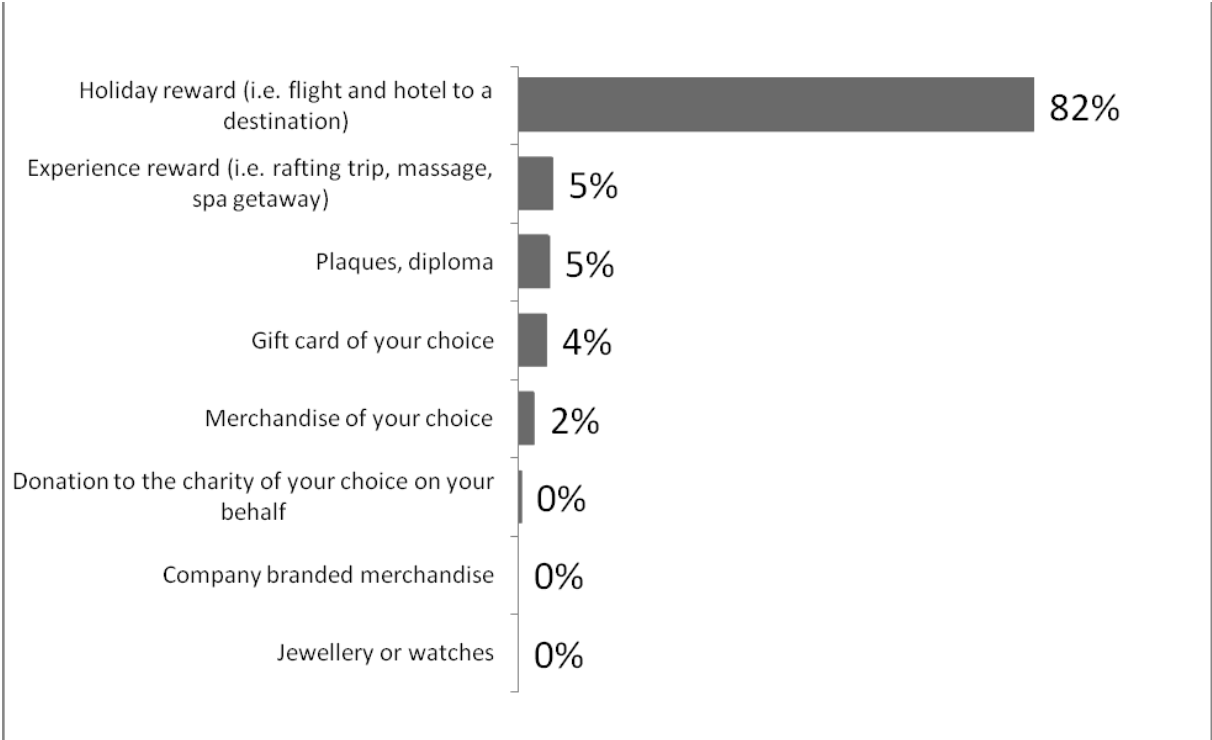 Holiday reward (i.e. flight and hotel to a
destination)
82%
Experience reward (i.e. rafting trip, massage,
spa getaway)
5%
Plaques, diploma
5%
Gift card of your choice
4%
Merchandise of your choice
2%
Donation to the charity of your choice on your
behalf
0%
Company branded merchandise
0%
Jewellery or watches
0%